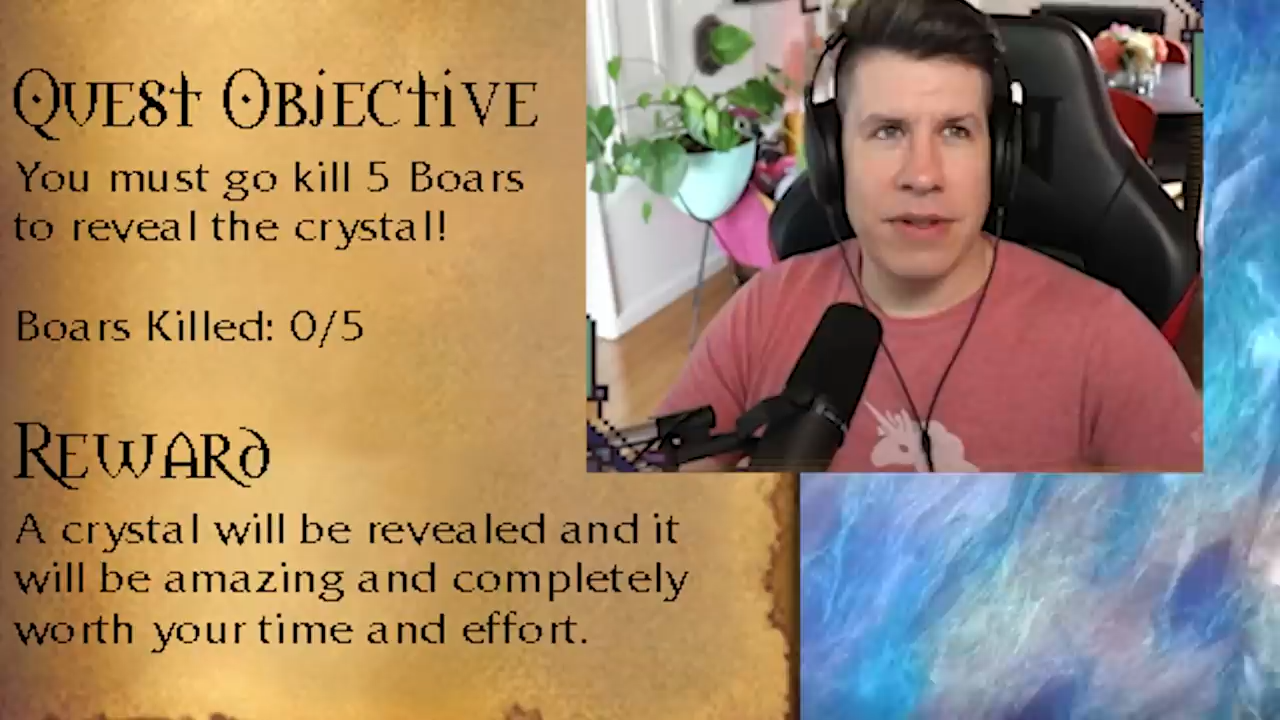 Quest Objective
You must go kill 5 Boars
to reveal the crystal!
Boars Killed: 0/5
Reward
A crystal will be revealed and it
will be amazing and completely
worth your time and effort.